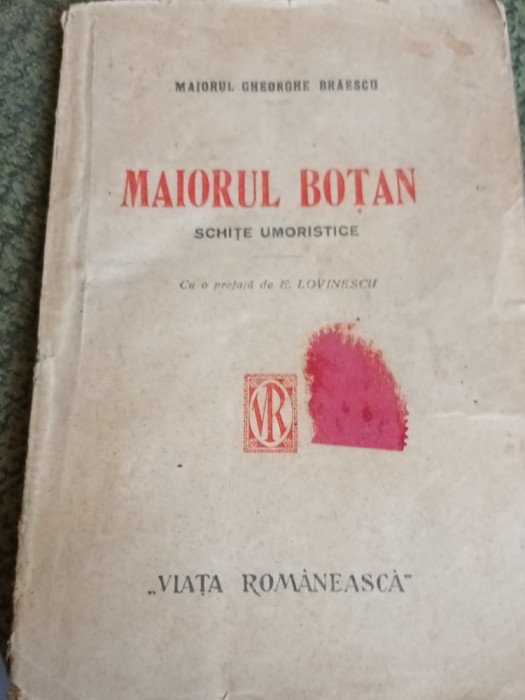 MAIORUL GHEORGHE BRĂESCU
MAIORUL BOȚAN
SCHIȚE UMORISTICE
Cu o prefață de E. LOVINESCU
VR
„VIAȚA ROMÂNEASCĂ”